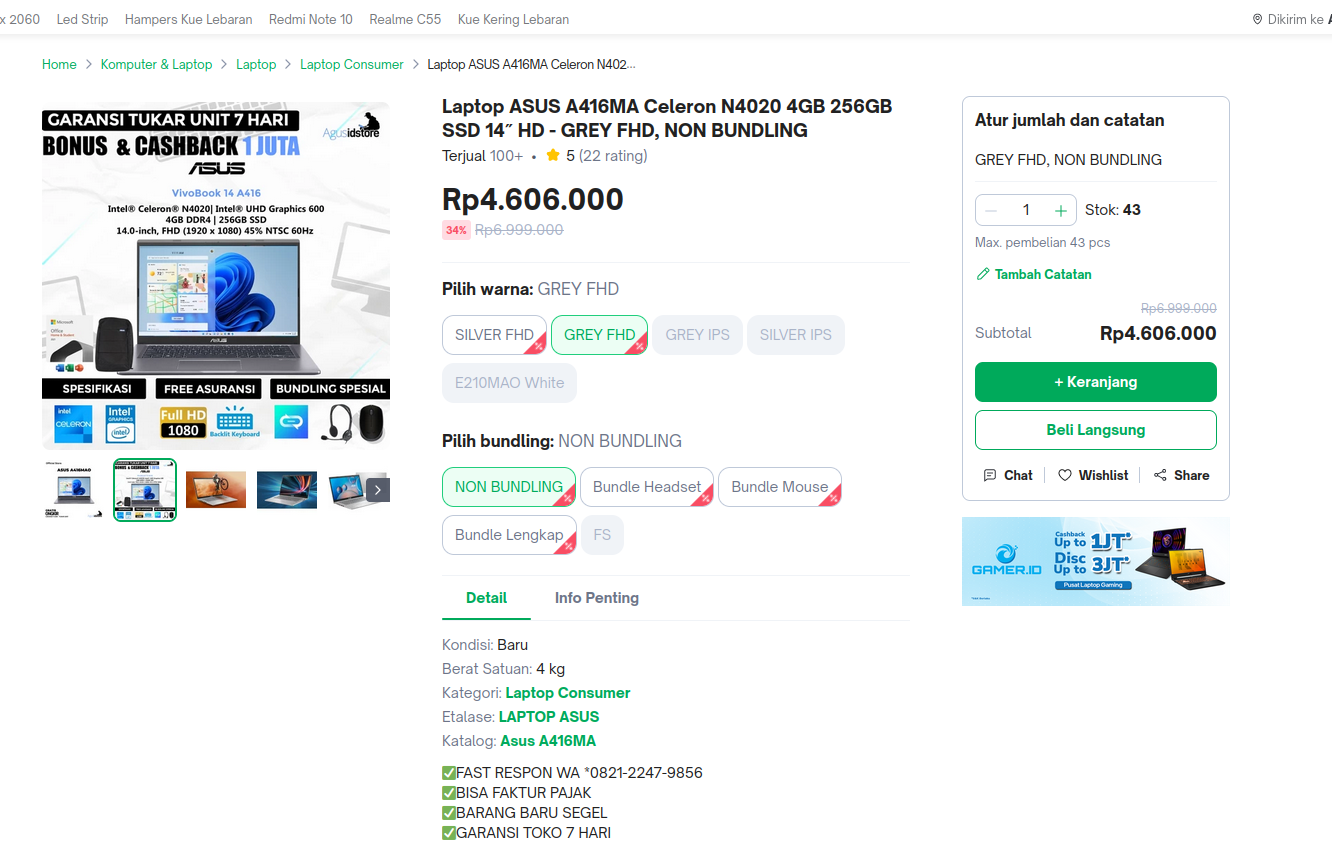 x 2060 Led Strip Hampers Kue Lebaran Redmi Note 10 Realme C55 Kue Kering Lebaran Dikirim ke
Home > Komputer & Laptop > Laptop > Laptop Consumer > Laptop ASUS A416MA Celeron N402...
GARANSI TUKAR UNIT 7 HARI
Agusidstore
BONUS & CASHBACK 1 JUTA
ASUS
VivoBook 14 A416
Intel® Celeron® N4020| Intel® UHD Graphics 600
4GB DDR4 | 256GB SSD
14.0-inch, FHD (1920 x 1080) 45% NTSC 60Hz
Microsoft
Office
ASUS
SPESIFIKASI FREE ASURANSI BUNDLING SPESIAL
intel
CELERON
intel
GRAPHICS
Full HD
1080
Backlit Keyboard
ASUS A416MAO
Laptop ASUS A416MA Celeron N4020 4GB 256GB
SSD 14″ HD - GREY FHD, NON BUNDLING
Terjual 100+ • 5 (22 rating)
Rp4.606.000
34% Rp6.999.000
Pilih warna: GREY FHD
SILVER FHD GREY FHD GREY IPS SILVER IPS
E210MAO White
Pilih bundling: NON BUNDLING
NON BUNDLING Bundle Headset Bundle Mouse
Bundle Lengkap FS
Detail Info Penting
Kondisi: Baru
Berat Satuan: 4 kg
Kategori: Laptop Consumer
Etalase: LAPTOP ASUS
Katalog: Asus A416MA
✅FAST RESPON WA *0821-2247-9856
✅BISA FAKTUR PAJAK
✅BARANG BARU SEGEL
✅GARANSI TOKO 7 HARI
Atur jumlah dan catatan
GREY FHD, NON BUNDLING
− 1 + Stok: 43
Max. pembelian 43 pcs
Tambah Catatan
Rp6.999.000
Subtotal Rp4.606.000
+ Keranjang
Beli Langsung
Chat Wishlist Share
GAMER.ID
Cashback
Up to 1JT*
Disc
Up to 3JT*
Pusat Laptop Gaming